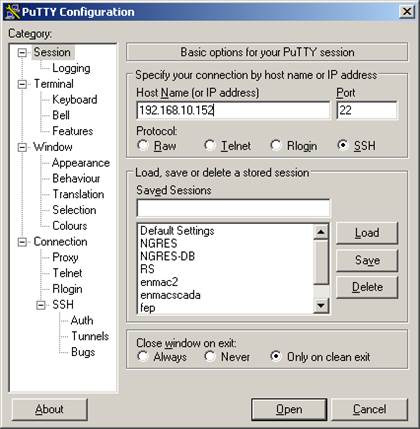 PuTTY Configuration
Category:
Session
Logging
Terminal
Keyboard
Bell
Features
Window
Appearance
Behaviour
Translation
Selection
Colours
Connection
Proxy
Telnet
Rlogin
SSH
Auth
Tunnels
Bugs
Basic options for your PuTTY session
Specify your connection by host name or IP address
Host Name (or IP address) Port
192.168.10.152 22
Protocol:
Raw Telnet Rlogin SSH
Load, save or delete a stored session
Saved Sessions
Default Settings
NGRES
NGRES-DB
RS
enmac2
enmacscada
fep
Load
Save
Delete
Close window on exit:
Always Never Only on clean exit
About Open Cancel